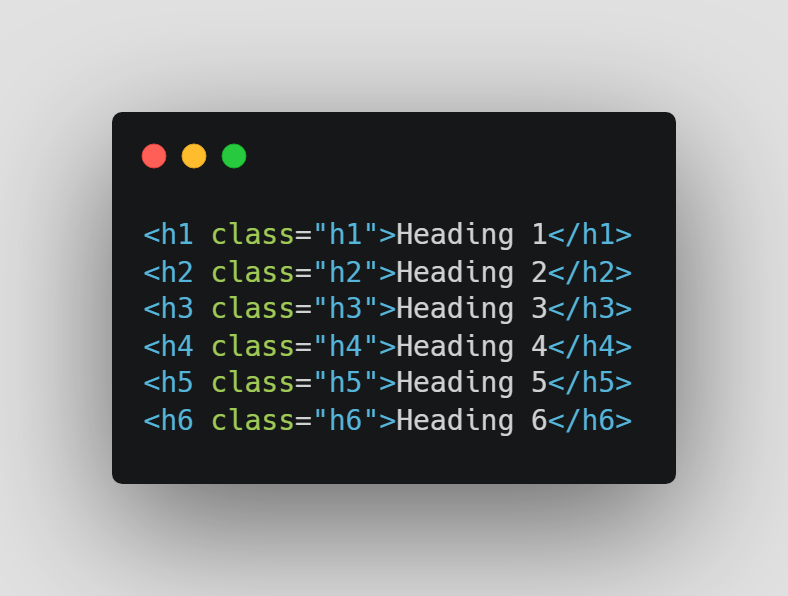 <h1 class="h1">Heading 1</h1>
<h2 class="h2">Heading 2</h2>
<h3 class="h3">Heading 3</h3>
<h4 class="h4">Heading 4</h4>
<h5 class="h5">Heading 5</h5>
<h6 class="h6">Heading 6</h6>